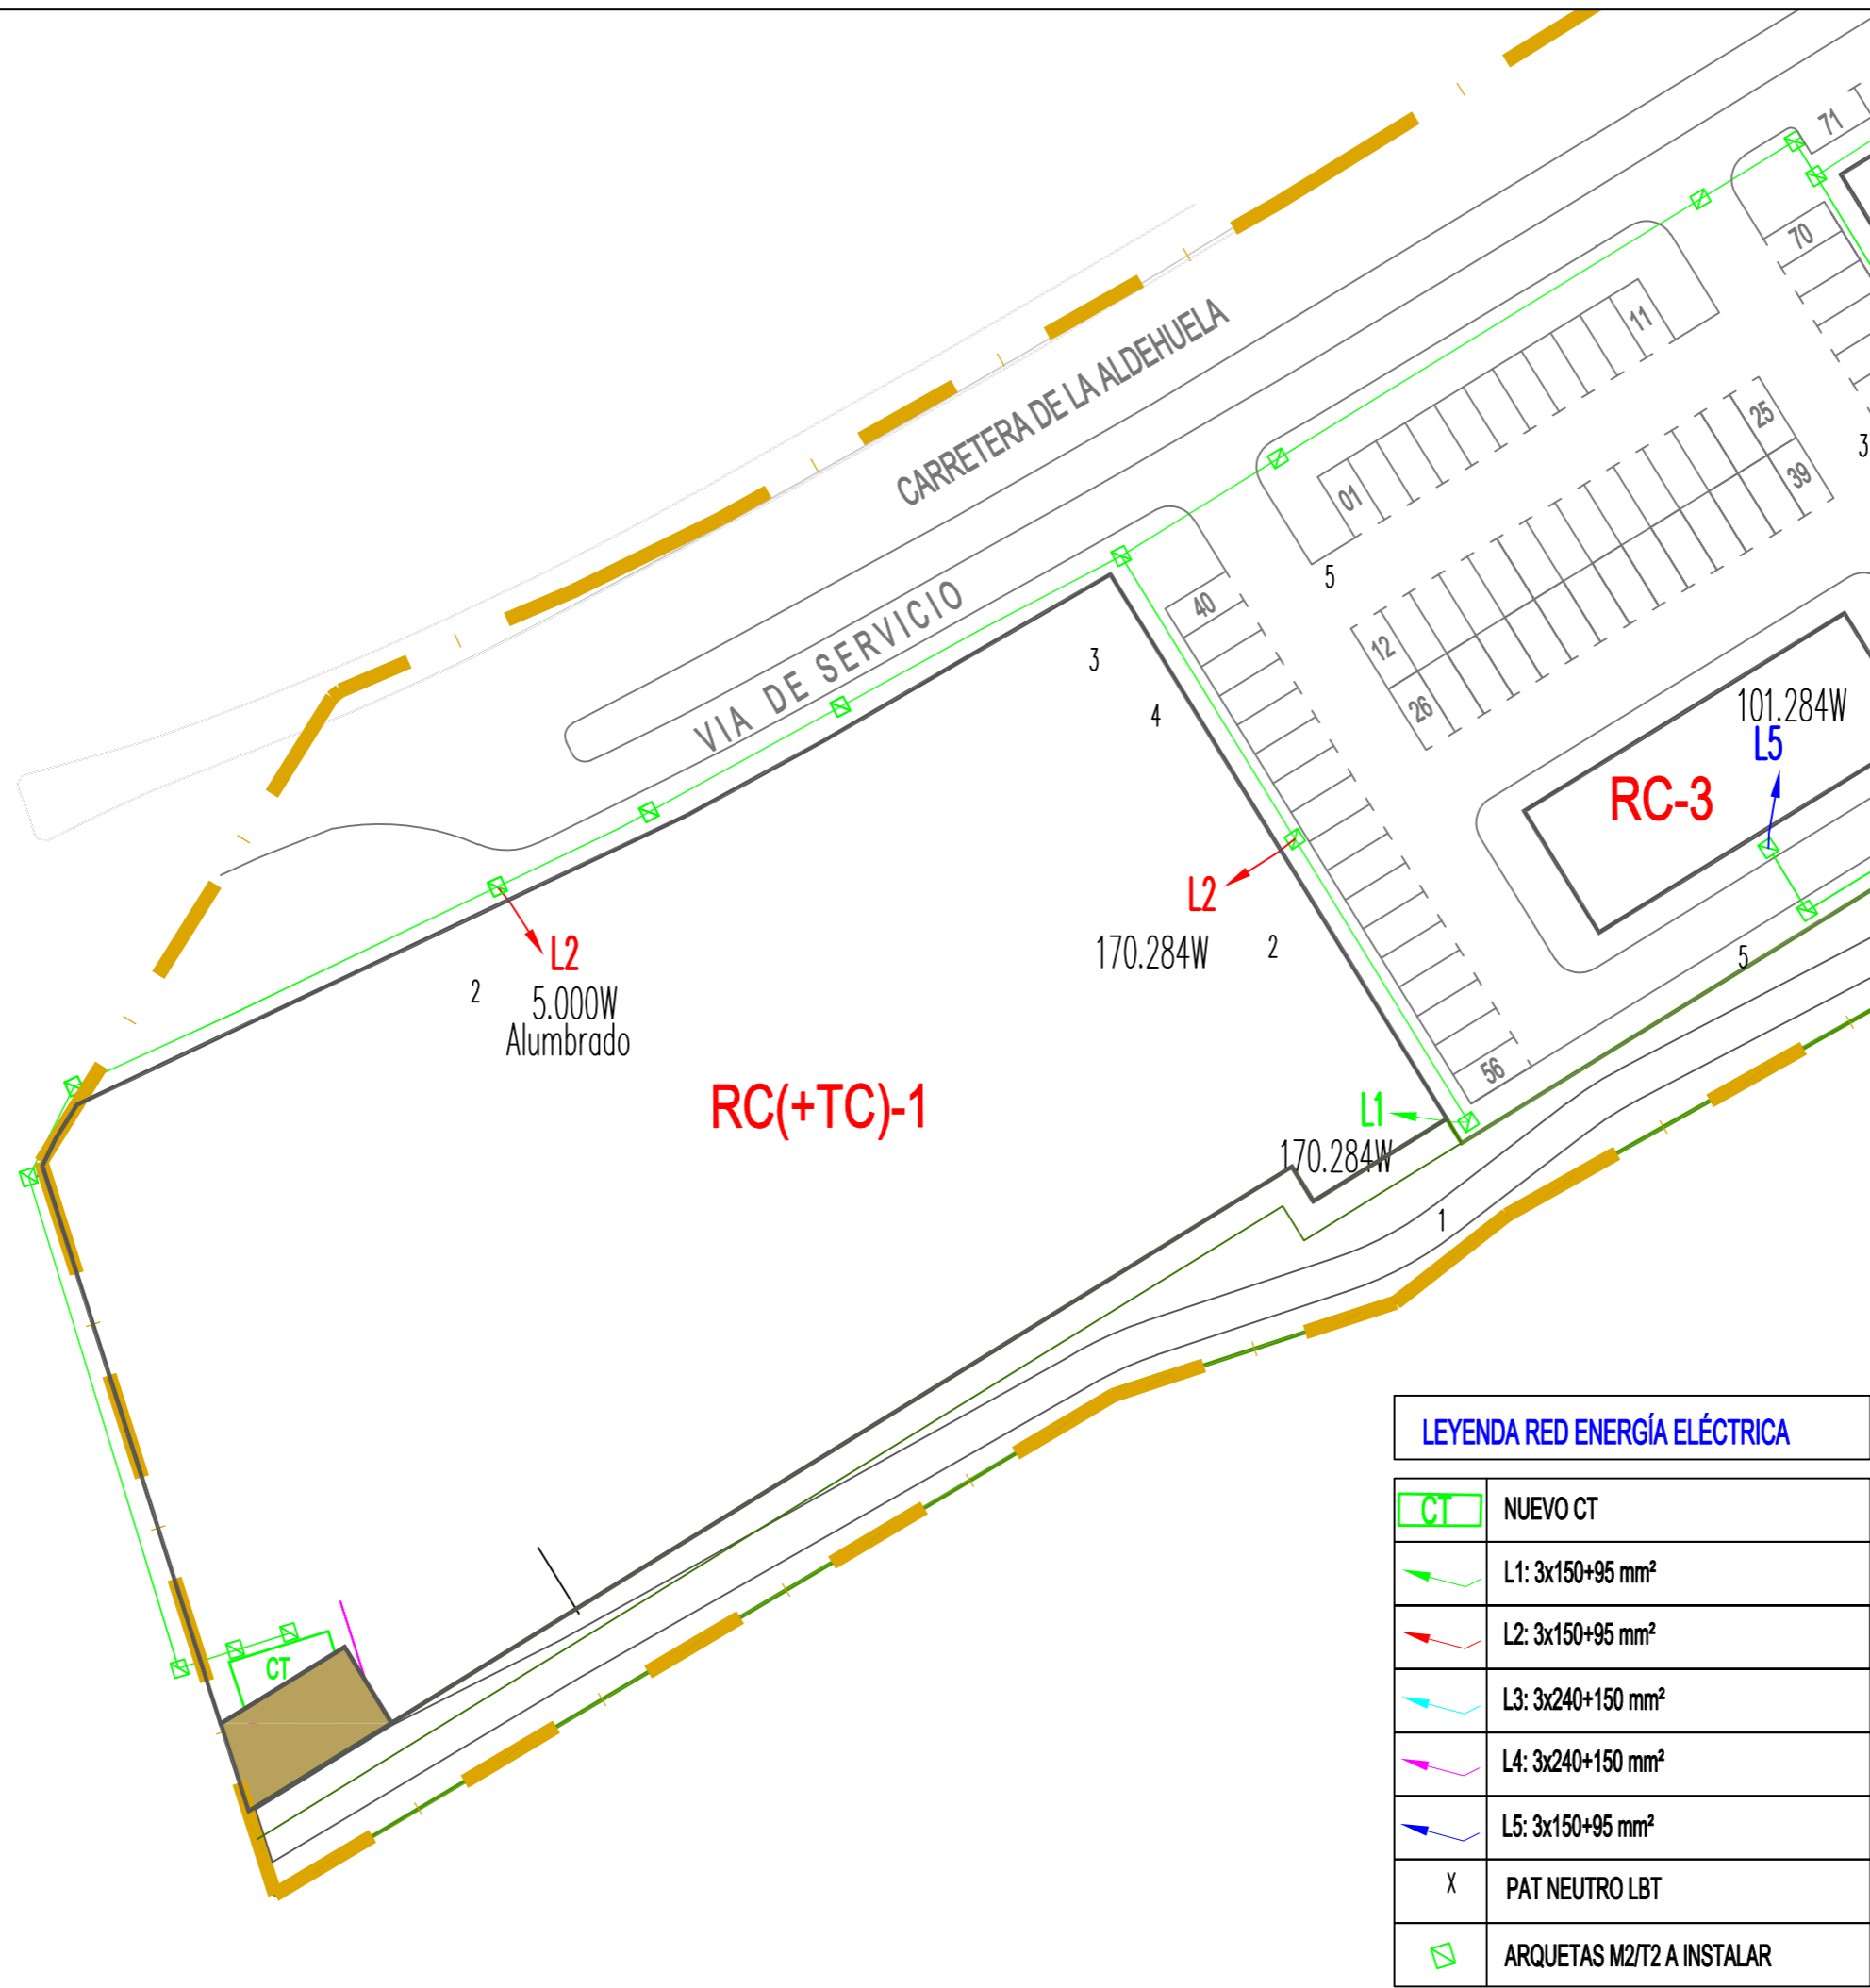 71
70
11
CARRETERA DE LA ALDEHUELA
25
3
39
01
5
VIA DE SERVICIO
40
12
3
26
4
101.284W
L5
RC-3
L2
L2
170.284W
2
5
2
5.000W
Alumbrado
56
RC(+TC)-1
L1
170.284W
1
CT
LEYENDA RED ENERGÍA ELÉCTRICA
CT NUEVO CT
L1: 3x150+95 mm²
L2: 3x150+95 mm²
L3: 3x240+150 mm²
L4: 3x240+150 mm²
L5: 3x150+95 mm²
X PAT NEUTRO LBT
ARQUETAS M2/T2 A INSTALAR